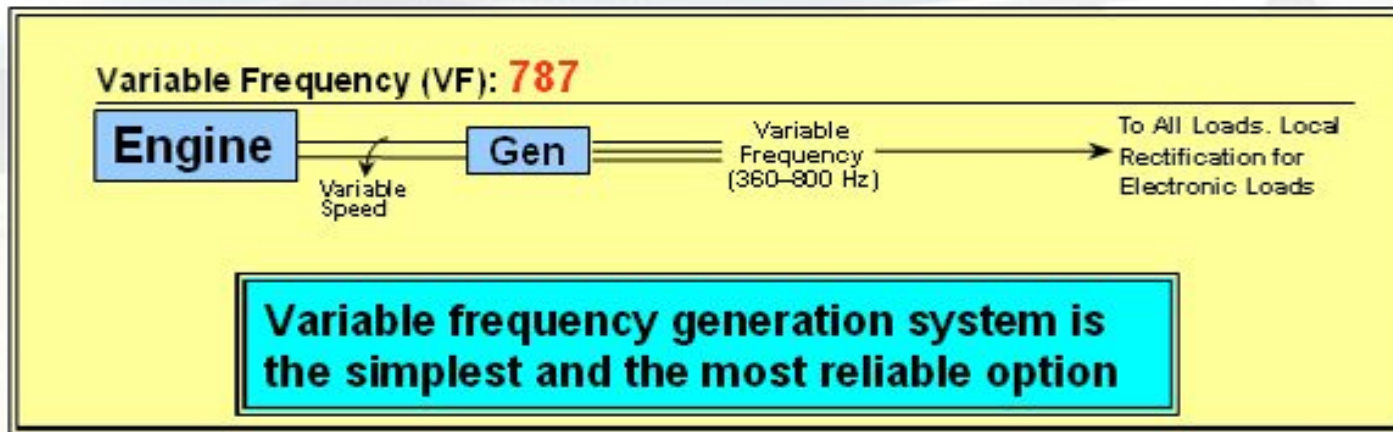 Variable Frequency (VF): 787
Engine
Variable
Speed
Gen
Variable
Frequency
(360–800 Hz)
To All Loads. Local
Rectification for
Electronic Loads
Variable frequency generation system is
the simplest and the most reliable option